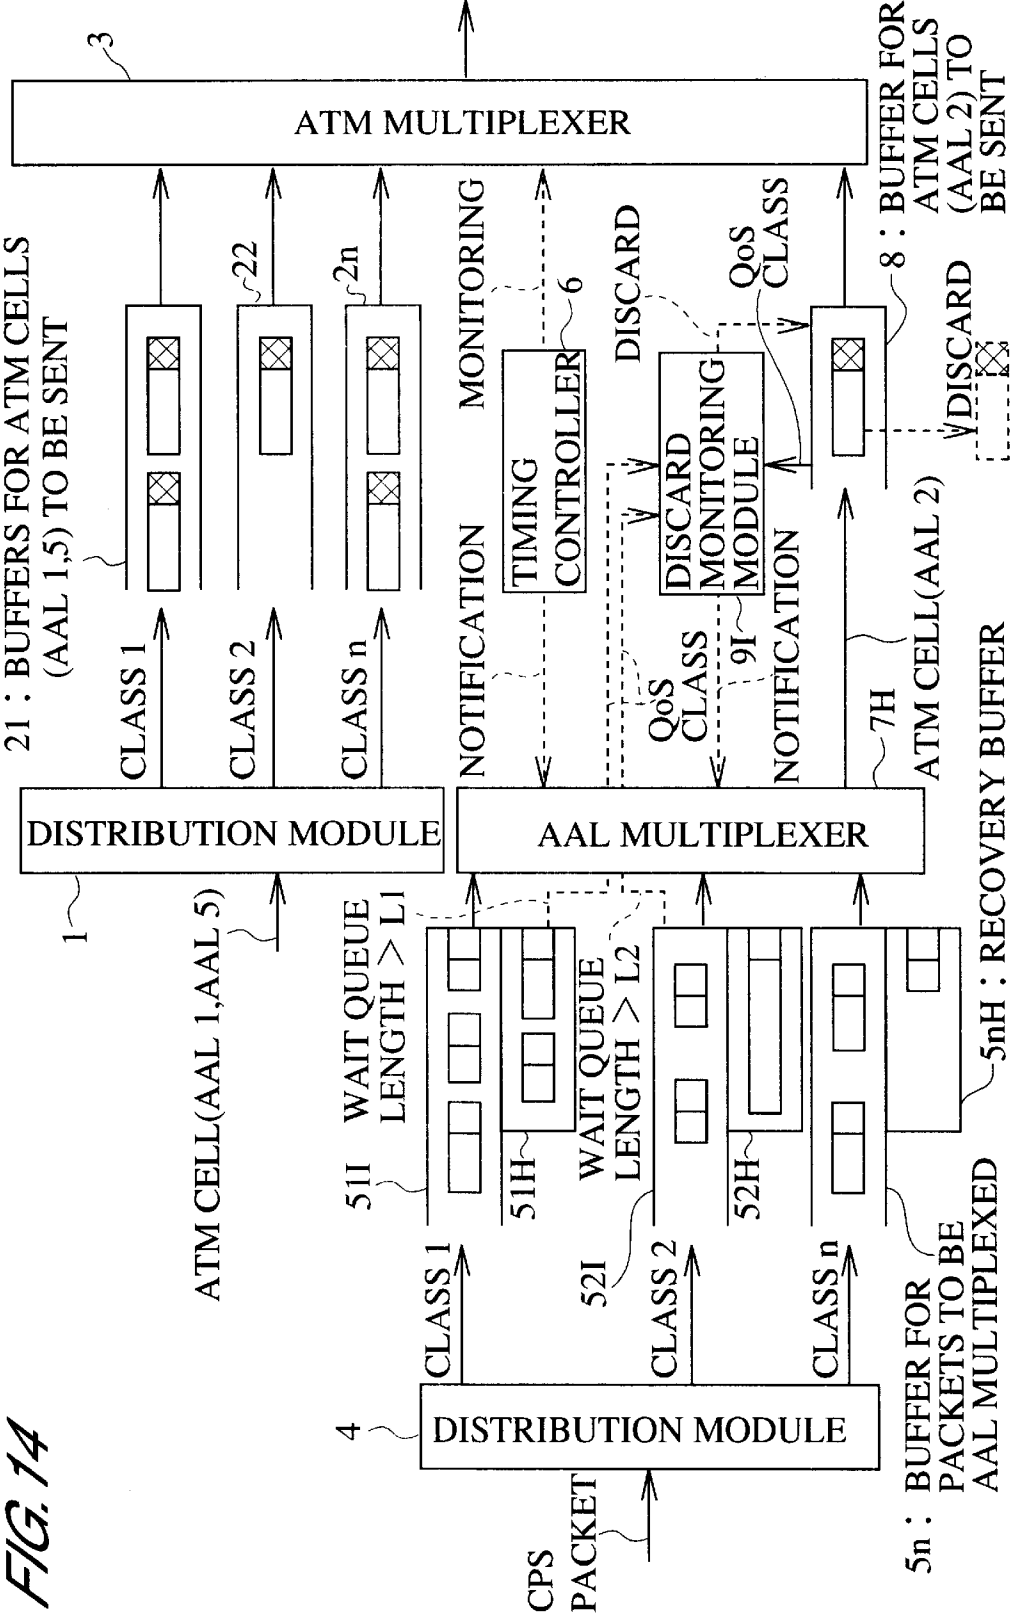 FIG. 14
21 : BUFFERS FOR ATM CELLS
(AAL 1,5) TO BE SENT
ATM CELL(AAL 1,AAL 5)
1
DISTRIBUTION MODULE
CLASS 1
CLASS 2
CLASS n
22
2n
3
ATM MULTIPLEXER
NOTIFICATION
TIMING
CONTROLLER
6
MONITORING
CPS
PACKET
4
DISTRIBUTION MODULE
CLASS 1
CLASS 2
CLASS n
51I
51H
52I
52H
WAIT QUEUE
LENGTH > L1
WAIT QUEUE
LENGTH > L2
AAL MULTIPLEXER
7H
QoS
CLASS
NOTIFICATION
DISCARD
MONITORING
MODULE
9I
DISCARD
QoS
CLASS
ATM CELL(AAL 2)
DISCARD
8 : BUFFER FOR
ATM CELLS
(AAL 2) TO
BE SENT
5n : BUFFER FOR
PACKETS TO BE
AAL MULTIPLEXED
5nH : RECOVERY BUFFER